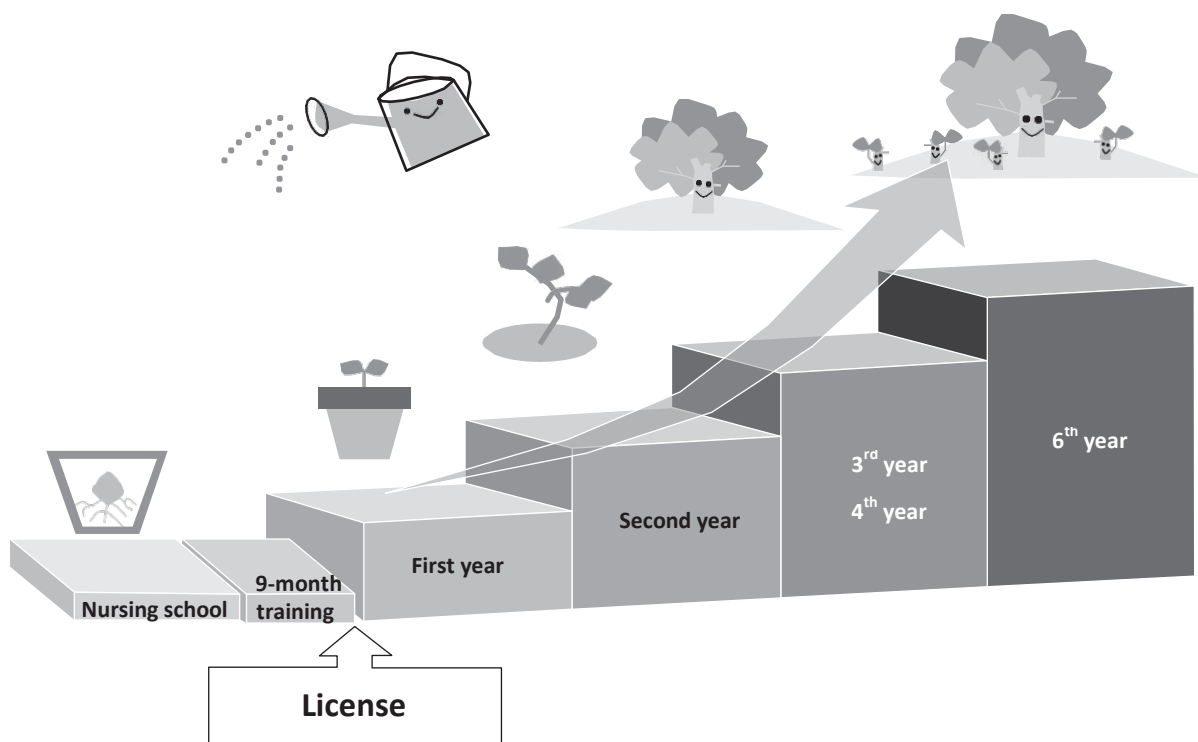 6th year
3rd year
4th year
Second year
First year
9-month
training
Nursing school
License